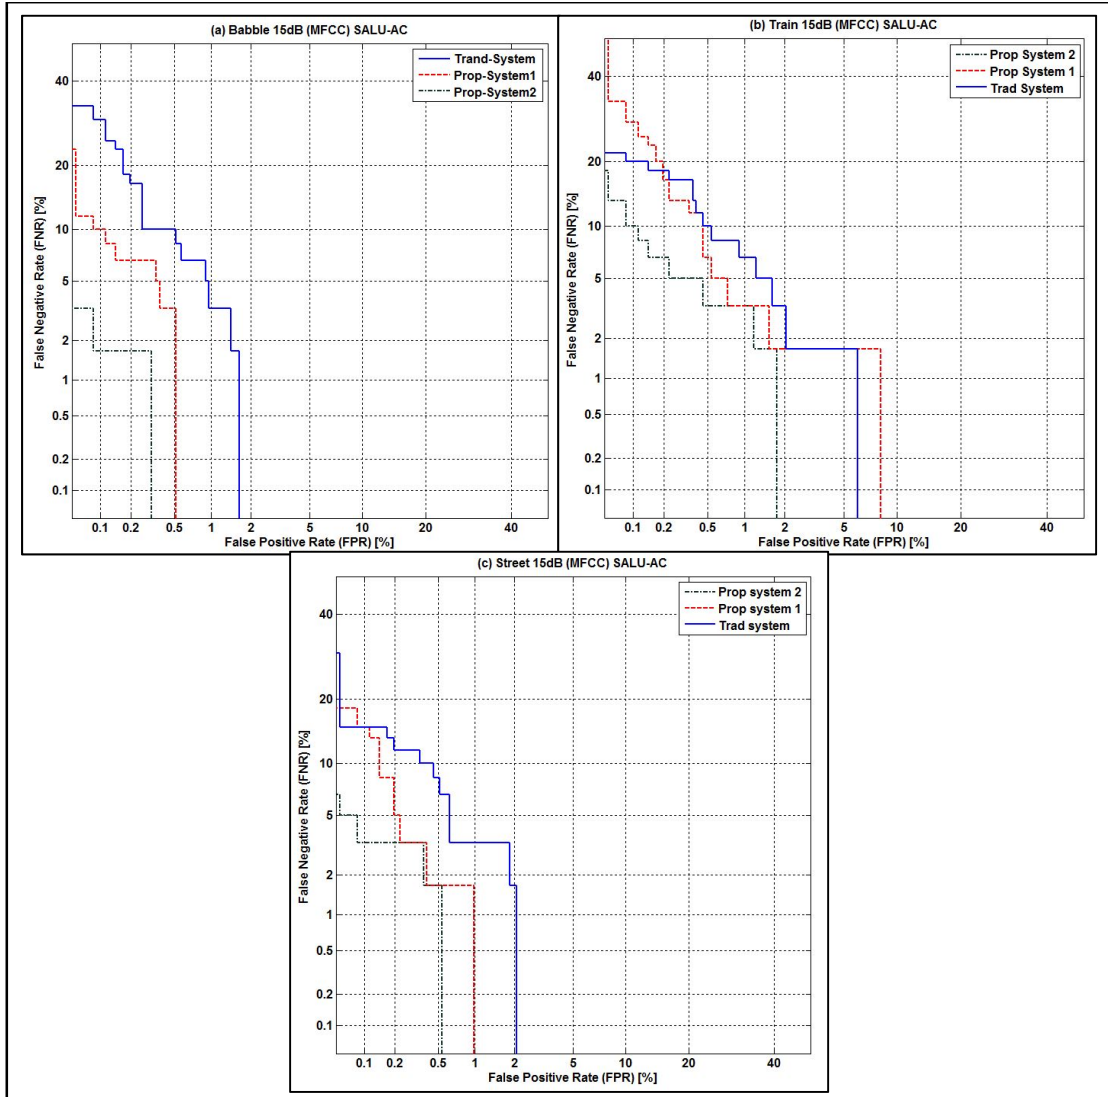 (a) Babble 15dB (MFCC) SALU-AC
Trand-System
Prop-System1
Prop-System2
False Negative Rate (FNR) [%]
40
20
10
5
2
1
0.5
0.2
0.1
0.1 0.2 0.5 1 2 5 10 20 40
False Positive Rate (FPR) [%]
(b) Train 15dB (MFCC) SALU-AC
Prop System 2
Prop System 1
Trad System
False Negative Rate (FNR) [%]
40
20
10
5
2
1
0.5
0.2
0.1
0.1 0.2 0.5 1 2 5 10 20 40
False Positive Rate (FPR) [%]
(c) Street 15dB (MFCC) SALU-AC
Prop system 2
Prop system 1
Trad system
False Negative Rate (FNR) [%]
40
20
10
5
2
1
0.5
0.2
0.1
0.1 0.2 0.5 1 2 5 10 20 40
False Positive Rate (FPR) [%]